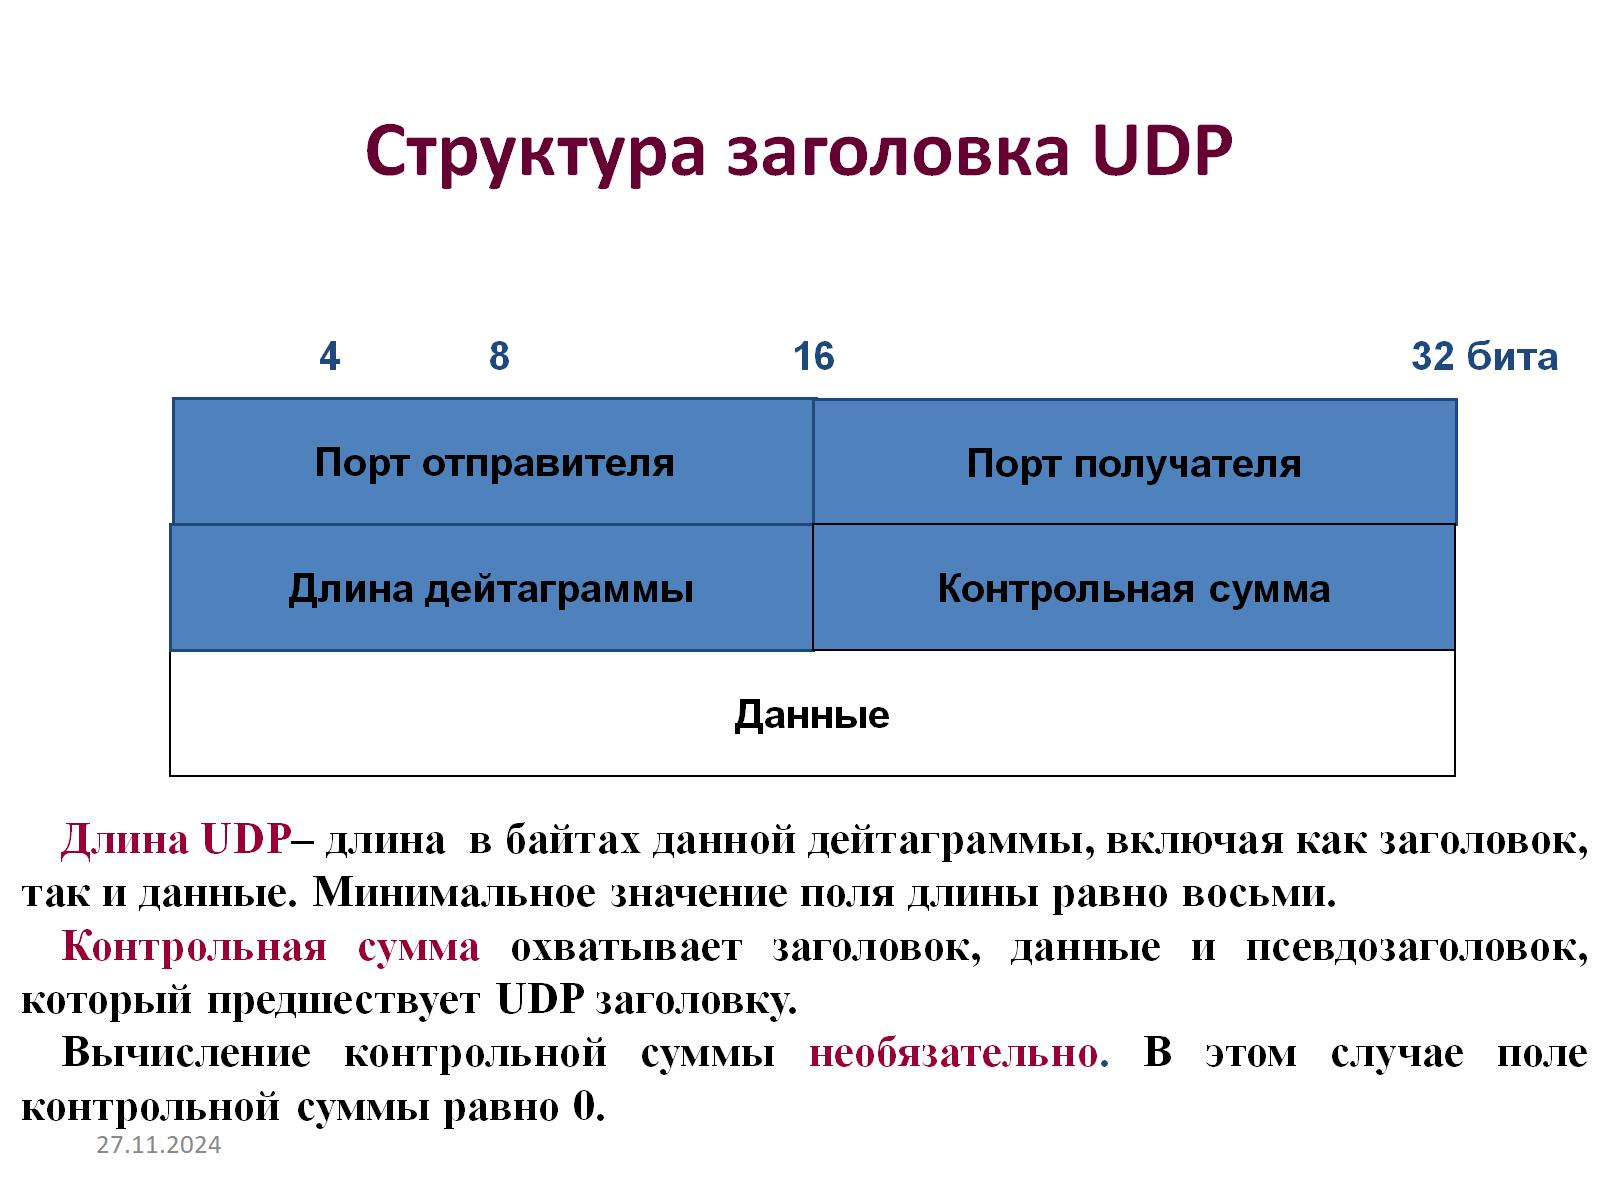 Структура заголовка UDP
4 8 16 32 бита
Порт отправителя Порт получателя
Длина дейтаграммы Контрольная сумма
Данные
Длина UDP– длина в байтах данной дейтаграммы, включая как заголовок,
так и данные. Минимальное значение поля длины равно восьми.
Контрольная сумма охватывает заголовок, данные и псевдозаголовок,
который предшествует UDP заголовку.
Вычисление контрольной суммы необязательно. В этом случае поле
контрольной суммы равно 0.
27.11.2024